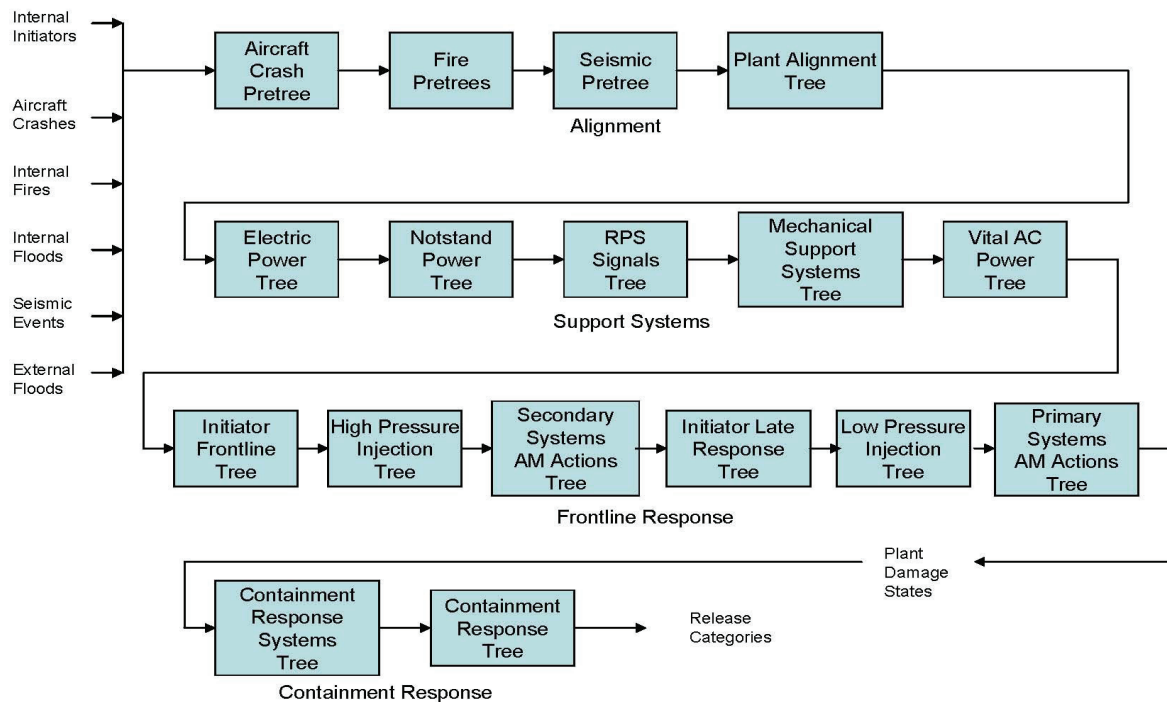 Internal
Initiators
Aircraft
Crashes
Internal
Fires
Internal
Floods
Seismic
Events
External
Floods
Aircraft
Crash
Pretree
Fire
Pretrees
Seismic
Pretree
Plant Alignment
Tree
Alignment
Electric
Power
Tree
Notstand
Power
Tree
RPS
Signals
Tree
Mechanical
Support
Systems
Tree
Vital AC
Power
Tree
Support Systems
Initiator
Frontline
Tree
High Pressure
Injection
Tree
Secondary
Systems
AM Actions
Tree
Initiator Late
Response
Tree
Low Pressure
Injection
Tree
Primary
Systems
AM Actions
Tree
Frontline Response
Plant
Damage
States
Containment
Response
Systems
Tree
Containment
Response
Tree
Release
Categories
Containment Response